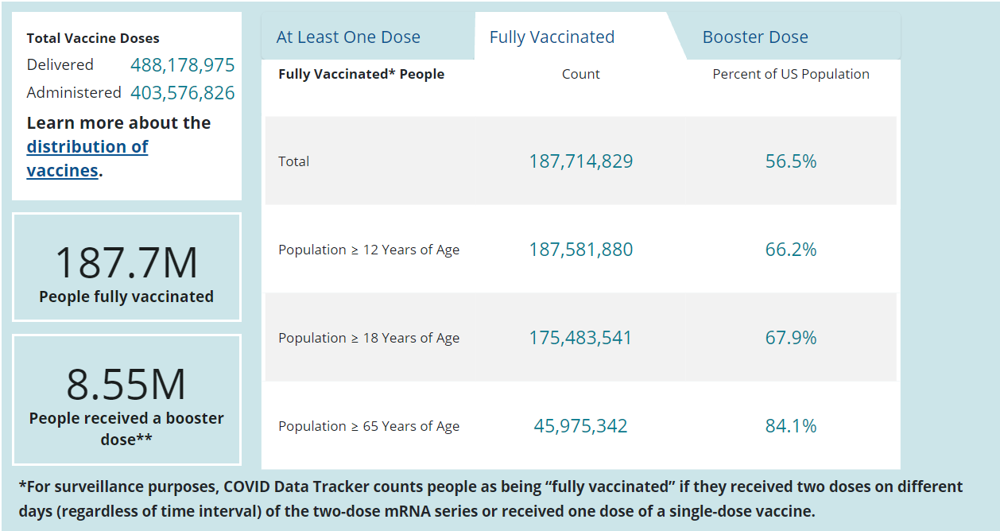 Total Vaccine Doses
Delivered 488,178,975
Administered 403,576,826
Learn more about the
distribution of
vaccines.
187.7M
People fully vaccinated
8.55M
People received a booster
dose**
At Least One Dose Fully Vaccinated Booster Dose
Fully Vaccinated* People Count Percent of US Population
Total 187,714,829 56.5%
Population ≥ 12 Years of Age 187,581,880 66.2%
Population ≥ 18 Years of Age 175,483,541 67.9%
Population ≥ 65 Years of Age 45,975,342 84.1%
*For surveillance purposes, COVID Data Tracker counts people as being “fully vaccinated” if they received two doses on different
days (regardless of time interval) of the two-dose mRNA series or received one dose of a single-dose vaccine.